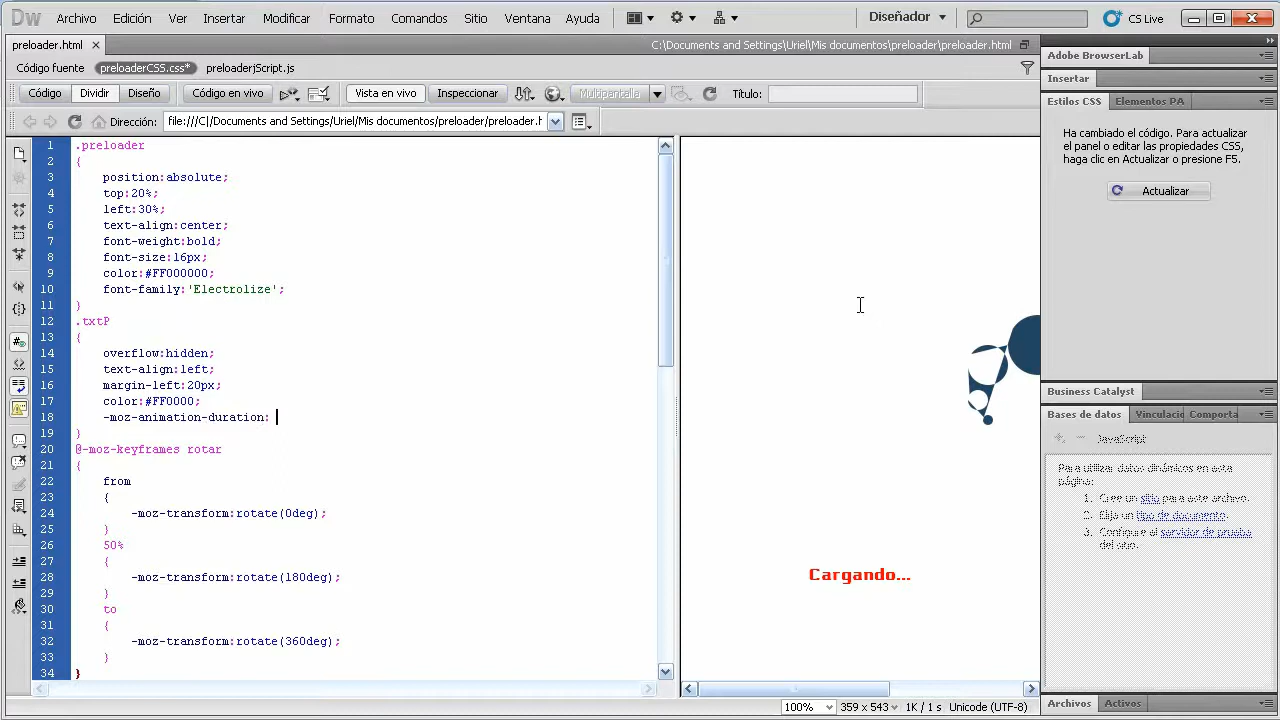 Dw Archivo Edición Ver Insertar Modificar Formato Comandos Sitio Ventana Ayuda Diseñador CS Live
preloader.html C:\Documents and Settings\Uriel\Mis documentos\preloader\preloader.html
Código fuente preloaderCSS.css* preloaderjScript.js
Código Dividir Diseño Código en vivo Vista en vivo Inspeccionar Multipantalla Título:
Dirección: file:///C|/Documents and Settings/Uriel/Mis documentos/preloader/preloader.h
1 .preloader
2 {
3 position:absolute;
4 top:20%;
5 left:30%;
6 text-align:center;
7 font-weight:bold;
8 font-size:16px;
9 color:#FF000000;
10 font-family:'Electrolize';
11 }
12 .txtP
13 {
14 overflow:hidden;
15 text-align:left;
16 margin-left:20px;
17 color:#FF0000;
18 -moz-animation-duration:
19 }
20 @-moz-keyframes rotar
21 {
22 from
23 {
24 -moz-transform:rotate(0deg);
25 }
26 50%
27 {
28 -moz-transform:rotate(180deg);
29 }
30 to
31 {
32 -moz-transform:rotate(360deg);
33 }
34 }
Cargando...
Adobe BrowserLab
Insertar
Estilos CSS Elementos PA
Ha cambiado el código. Para actualizar
el panel o editar las propiedades CSS,
haga clic en Actualizar o presione F5.
Actualizar
Business Catalyst
Bases de datos Vinculació Comporta
JavaScript
Para utilizar datos dinámicos en esta
página:
1. Cree un sitio para este archivo.
2. Elija un tipo de documento.
3. Configure el servidor de prueba
del sitio.
100% 359 x 543 1K / 1 s Unicode (UTF-8)
Archivos Activos